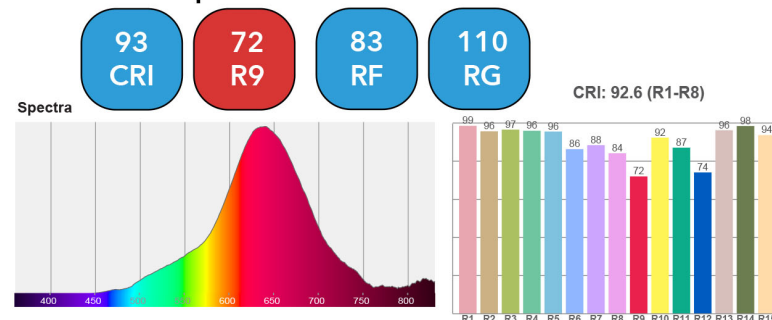 93
CRI
72
R9
83
RF
110
RG
CRI: 92.6 (R1-R8)
Spectra
99 96 97 96 96 86 88 84 72 92 87 74 96 98 94
400 450 500 550 600 650 700 750 800
R1 R2 R3 R4 R5 R6 R7 R8 R9 R10 R11 R12 R13 R14